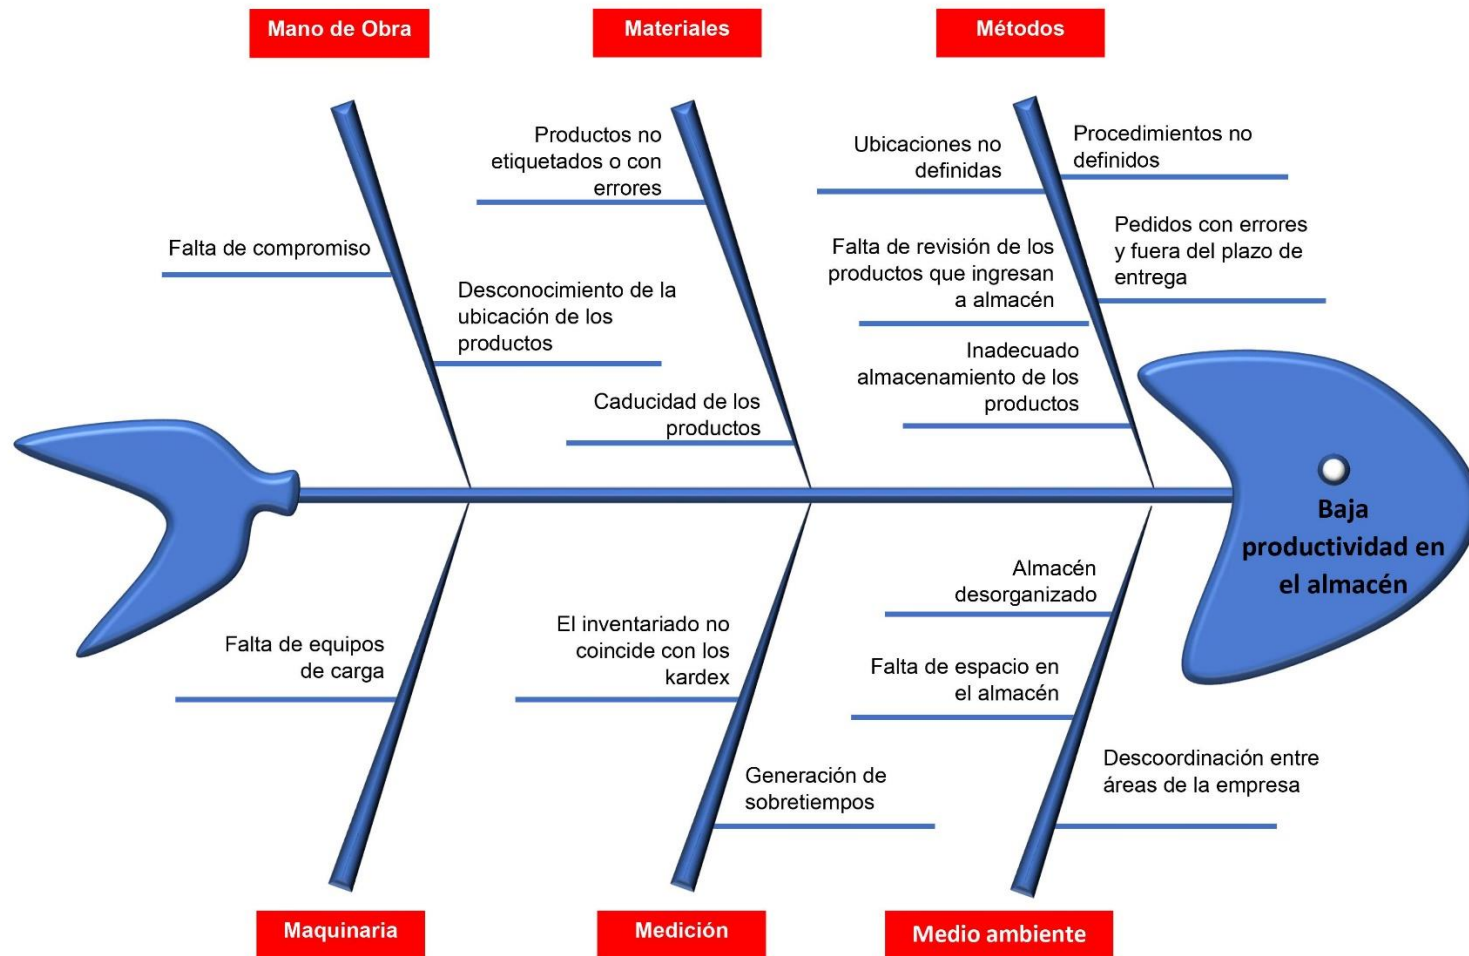 Mano de Obra
Materiales
Métodos
Falta de compromiso
Desconocimiento de la
ubicación de los
productos
Productos no
etiquetados o con
errores
Caducidad de los
productos
Ubicaciones no
definidas
Procedimientos no
definidos
Falta de revisión de los
productos que ingresan
a almacén
Pedidos con errores
y fuera del plazo de
entrega
Inadecuado
almacenamiento de los
productos
Baja
productividad en
el almacén
Falta de equipos
de carga
El inventariado no
coincide con los
kardex
Generación de
sobretiempos
Almacén
desorganizado
Falta de espacio en
el almacén
Descoordinación entre
áreas de la empresa
Maquinaria
Medición
Medio ambiente